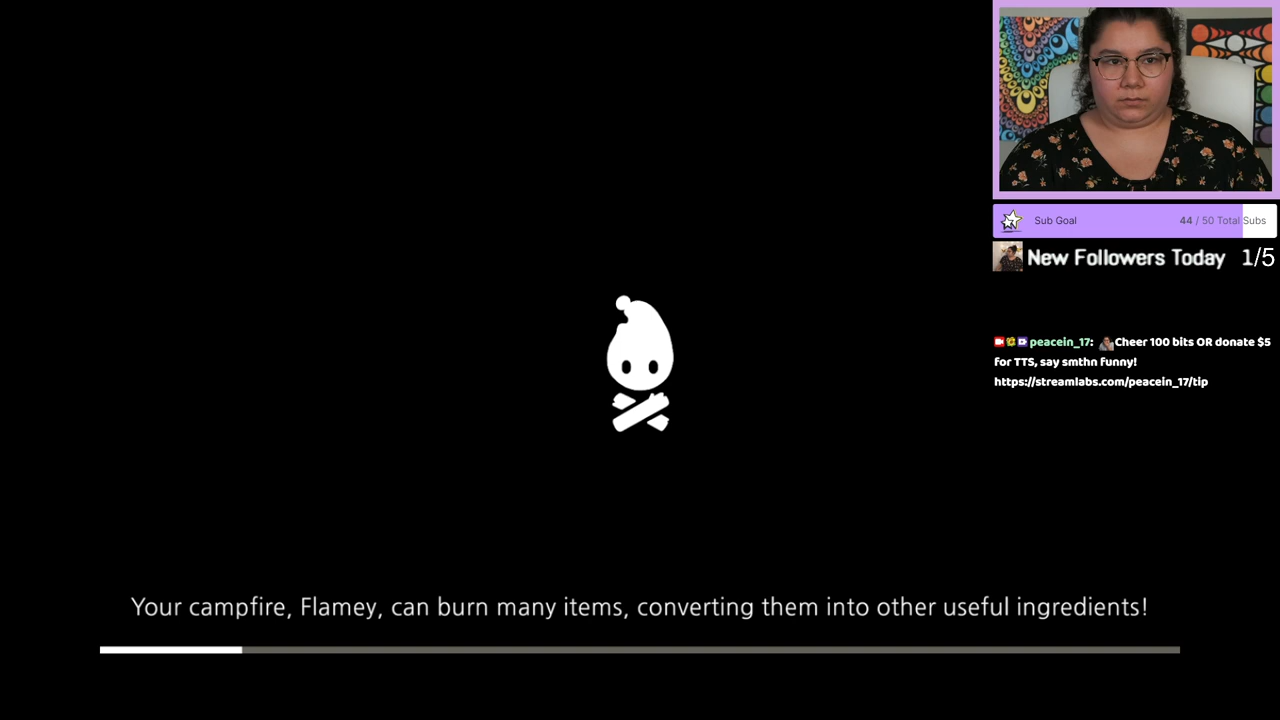 Sub Goal 44 / 50 Total Subs
New Followers Today 1/5
peacein_17: Cheer 100 bits OR donate $5
for TTS, say smthn funny!
https://streamlabs.com/peacein_17/tip
Your campfire, Flamey, can burn many items, converting them into other useful ingredients!